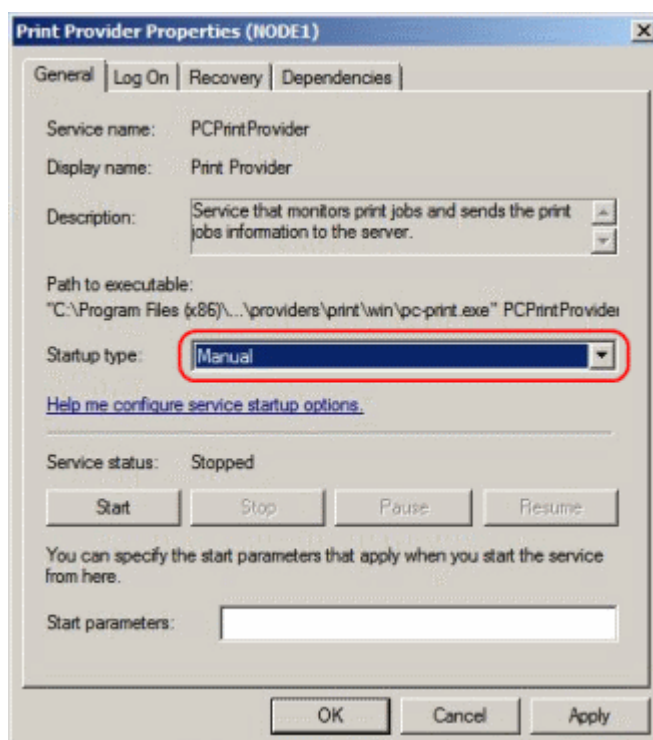 Print Provider Properties (NODE1)
General Log On Recovery Dependencies
Service name: PCPrintProvider
Display name: Print Provider
Description: Service that monitors print jobs and sends the print
jobs information to the server.
Path to executable:
"C:\Program Files (x86)\...\providers\print\win\pc-print.exe" PCPrintProvider
Startup type: Manual
Help me configure service startup options.
Service status: Stopped
Start Stop Pause Resume
You can specify the start parameters that apply when you start the service
from here.
Start parameters:
OK Cancel Apply